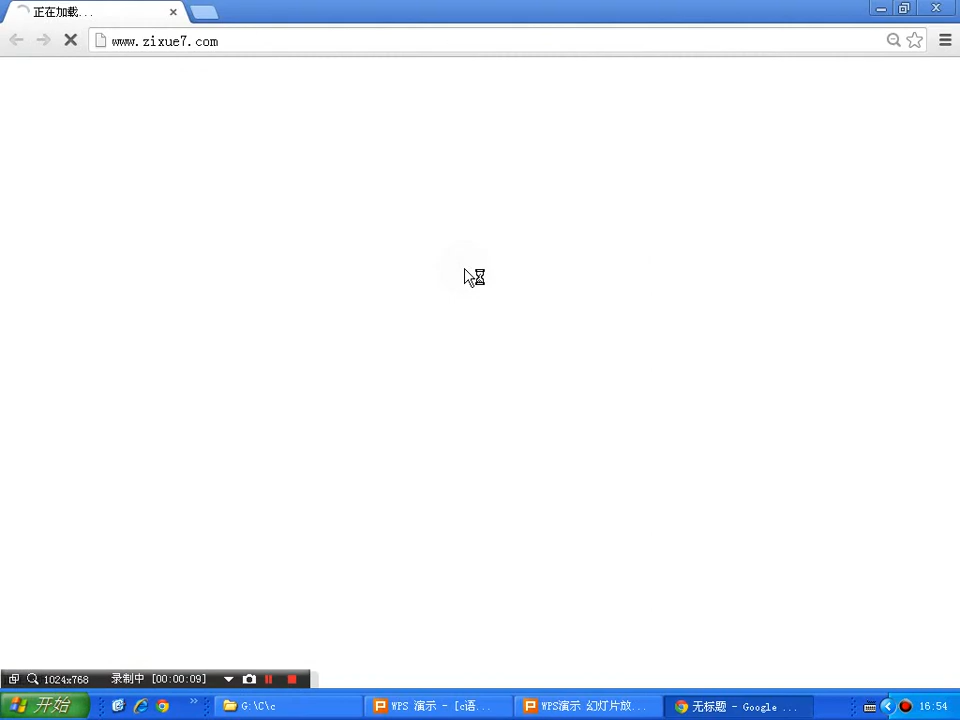 正在加载...
www.zixue7.com
1024x768 录制中 [00:00:09]
开始
G:\C\c
WPS 演示 - [c语...
WPS演示 幻灯片放...
无标题 - Google ...
16:54